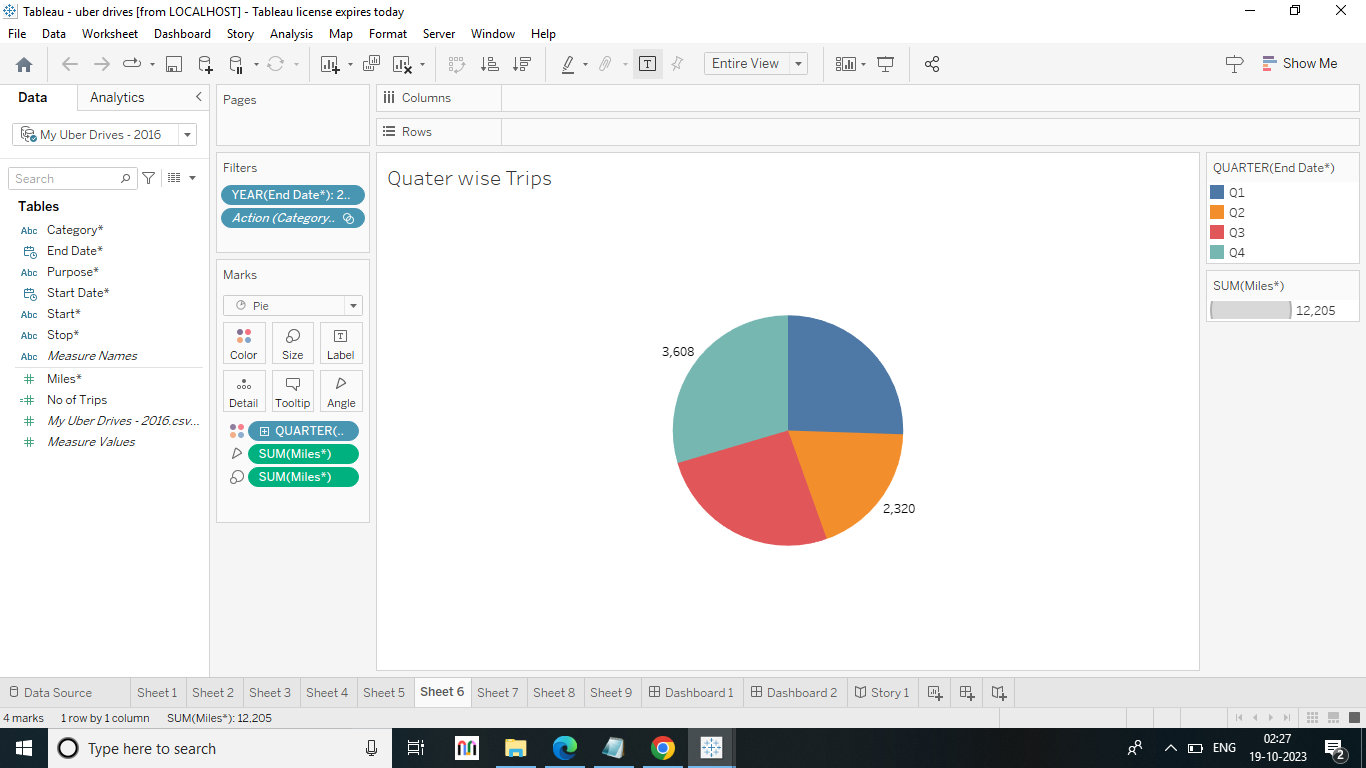 Tableau - uber drives [from LOCALHOST] - Tableau license expires today
File Data Worksheet Dashboard Story Analysis Map Format Server Window Help
Entire View
Show Me
Data Analytics
My Uber Drives - 2016
Search
Tables
Abc Category*
End Date*
Abc Purpose*
Start Date*
Abc Start*
Abc Stop*
Abc Measure Names
Miles*
No of Trips
My Uber Drives - 2016.csv...
Measure Values
Pages
Filters
YEAR(End Date*): 2..
Action (Category..
Marks
Pie
Color Size Label
Detail Tooltip Angle
QUARTER(..
SUM(Miles*)
SUM(Miles*)
Columns
Rows
Quater wise Trips
3,608
2,320
QUARTER(End Date*)
Q1
Q2
Q3
Q4
SUM(Miles*)
12,205
Data Source Sheet 1 Sheet 2 Sheet 3 Sheet 4 Sheet 5 Sheet 6 Sheet 7 Sheet 8 Sheet 9 Dashboard 1 Dashboard 2 Story 1
4 marks 1 row by 1 column SUM(Miles*): 12,205
Type here to search
ENG
02:27
19-10-2023
2